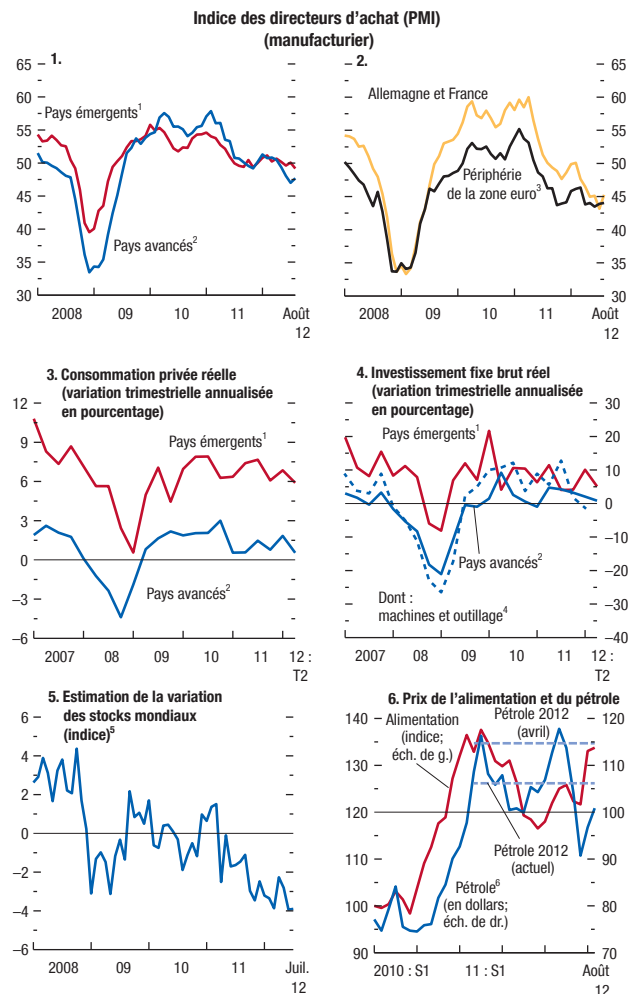 Indice des directeurs d'achat (PMI)
(manufacturier)
1.
65
60
55
50
45
40
35
30
Pays émergents1
Pays avancés2
2008
09
10
11
Août
12
2.
65
60
55
50
45
40
35
30
Allemagne et France
Périphérie
de la zone euro3
2008
09
10
11
Août
12
3. Consommation privée réelle
(variation trimestrielle annualisée
en pourcentage)
12
9
6
3
0
−3
−6
Pays émergents1
Pays avancés2
2007
08
09
10
11
12 :
T2
4. Investissement fixe brut réel
(variation trimestrielle annualisée
en pourcentage)
30
20
10
0
−10
−20
−30
−40
Pays émergents1
Pays avancés2
Dont :
machines et outillage4
2007
08
09
10
11
12 :
T2
5. Estimation de la variation
des stocks mondiaux
(indice)5
6
4
2
0
−2
−4
−6
2008
09
10
11
Juil.
12
6. Prix de l'alimentation et du pétrole
140
130
120
110
100
90
120
110
100
90
80
70
Alimentation
(indice;
éch. de g.)
Pétrole 2012
(avril)
Pétrole 2012
(actuel)
Pétrole6
(en dollars;
éch. de dr.)
2010 : S1
11 : S1
Août
12